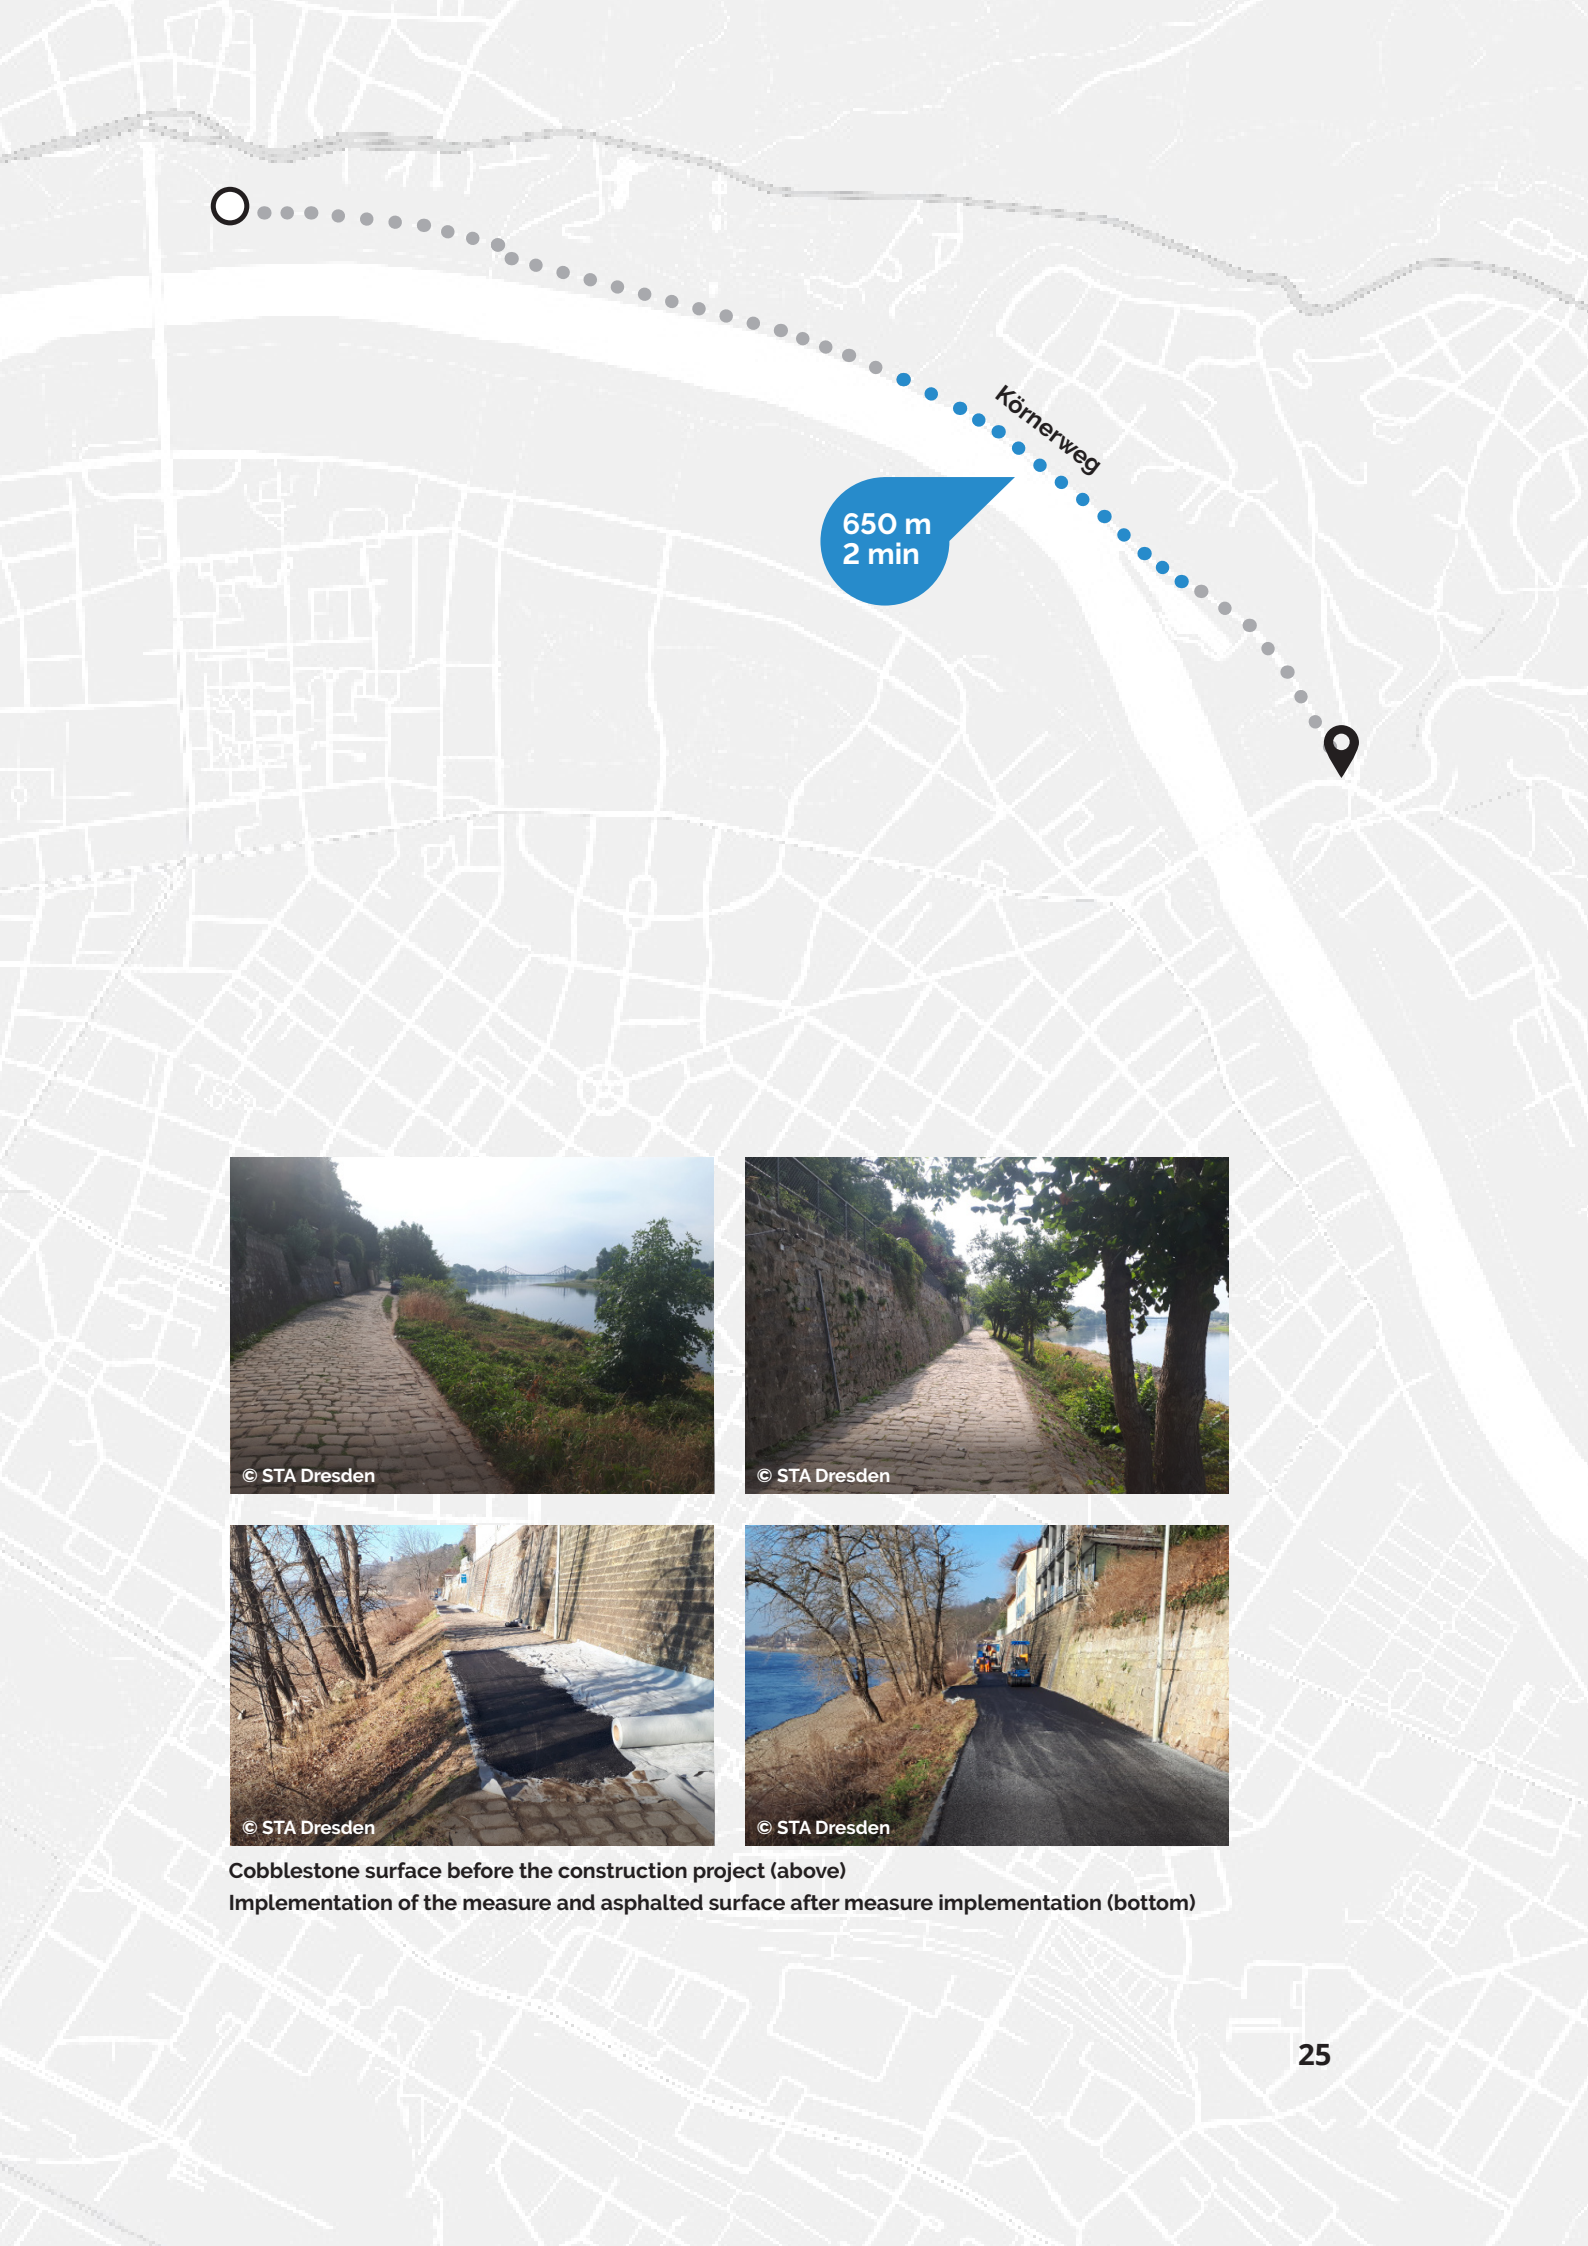 Körnerweg
650 m
2 min
© STA Dresden
© STA Dresden
© STA Dresden
© STA Dresden
Cobblestone surface before the construction project (above)
Implementation of the measure and asphalted surface after measure implementation (bottom)
25